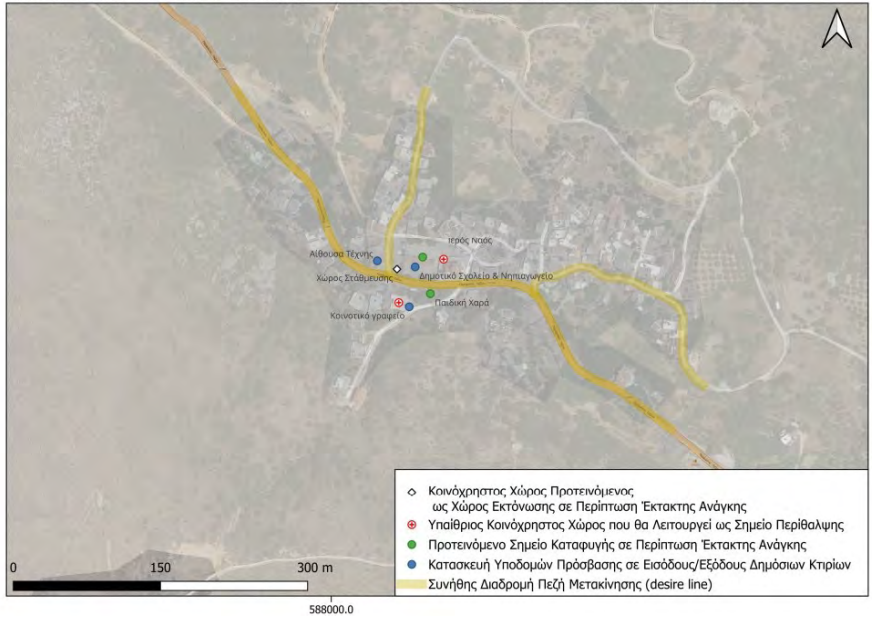 Ιερός Ναός
Αίθουσα Τέχνης
Δημοτικό Σχολείο & Νηπιαγωγείο
Χώρος Στάθμευσης
Παιδική Χαρά
Κοινοτικό γραφείο
Κοινόχρηστος Χώρος Προτεινόμενος
ως Χώρος Εκτόνωσης σε Περίπτωση Έκτακτης Ανάγκης
Υπαίθριος Κοινόχρηστος Χώρος που θα Λειτουργεί ως Σημείο Περίθαλψης
Προτεινόμενο Σημείο Καταφυγής σε Περίπτωση Έκτακτης Ανάγκης
Κατασκευή Υποδομών Πρόσβασης σε Εισόδους/Εξόδους Δημόσιων Κτιρίων
Συνήθης Διαδρομή Πεζή Μετακίνησης (desire line)
0 150 300 m
588000.0